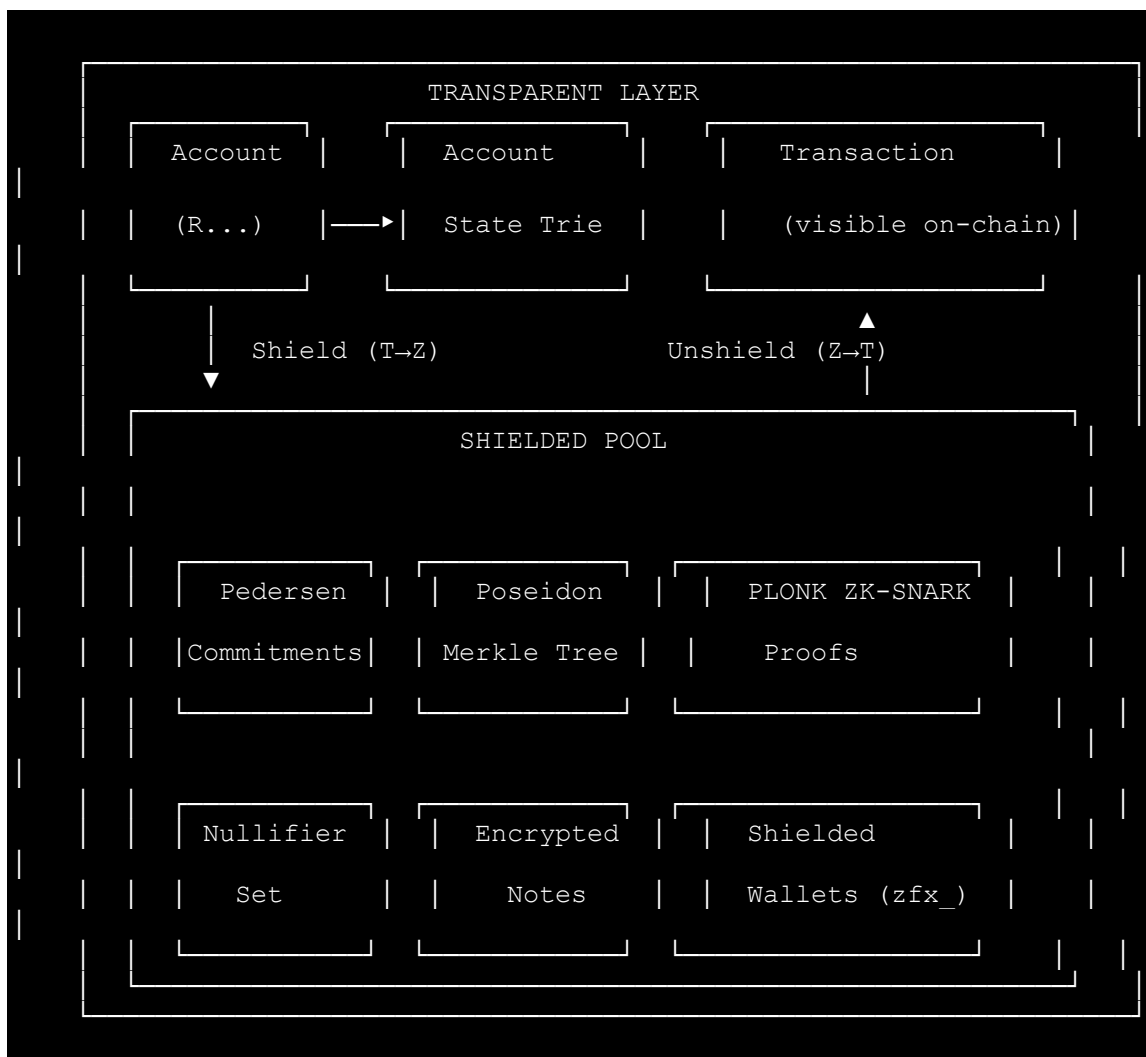 TRANSPARENT LAYER
Account Account Transaction
(R...) State Trie (visible on-chain)
Shield (T→Z) Unshield (Z→T)
SHIELDED POOL
Pedersen Poseidon PLONK ZK-SNARK
Commitments Merkle Tree Proofs
Nullifier Encrypted Shielded
Set Notes Wallets (zfx_)